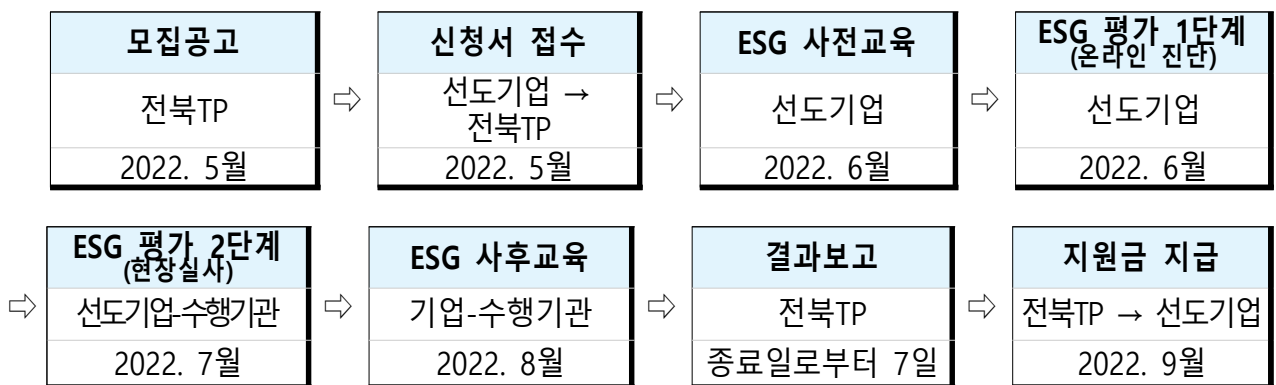 모집공고
전북TP
2022. 5월
⇨
신청서 접수
선도기업 →
전북TP
2022. 5월
⇨
ESG 사전교육
선도기업
2022. 6월
⇨
ESG 평가 1단계
(온라인 진단)
선도기업
2022. 6월
⇨
ESG 평가 2단계
(현장실사)
선도기업-수행기관
2022. 7월
⇨
ESG 사후교육
기업-수행기관
2022. 8월
⇨
결과보고
전북TP
종료일로부터 7일
⇨
지원금 지급
전북TP → 선도기업
2022. 9월